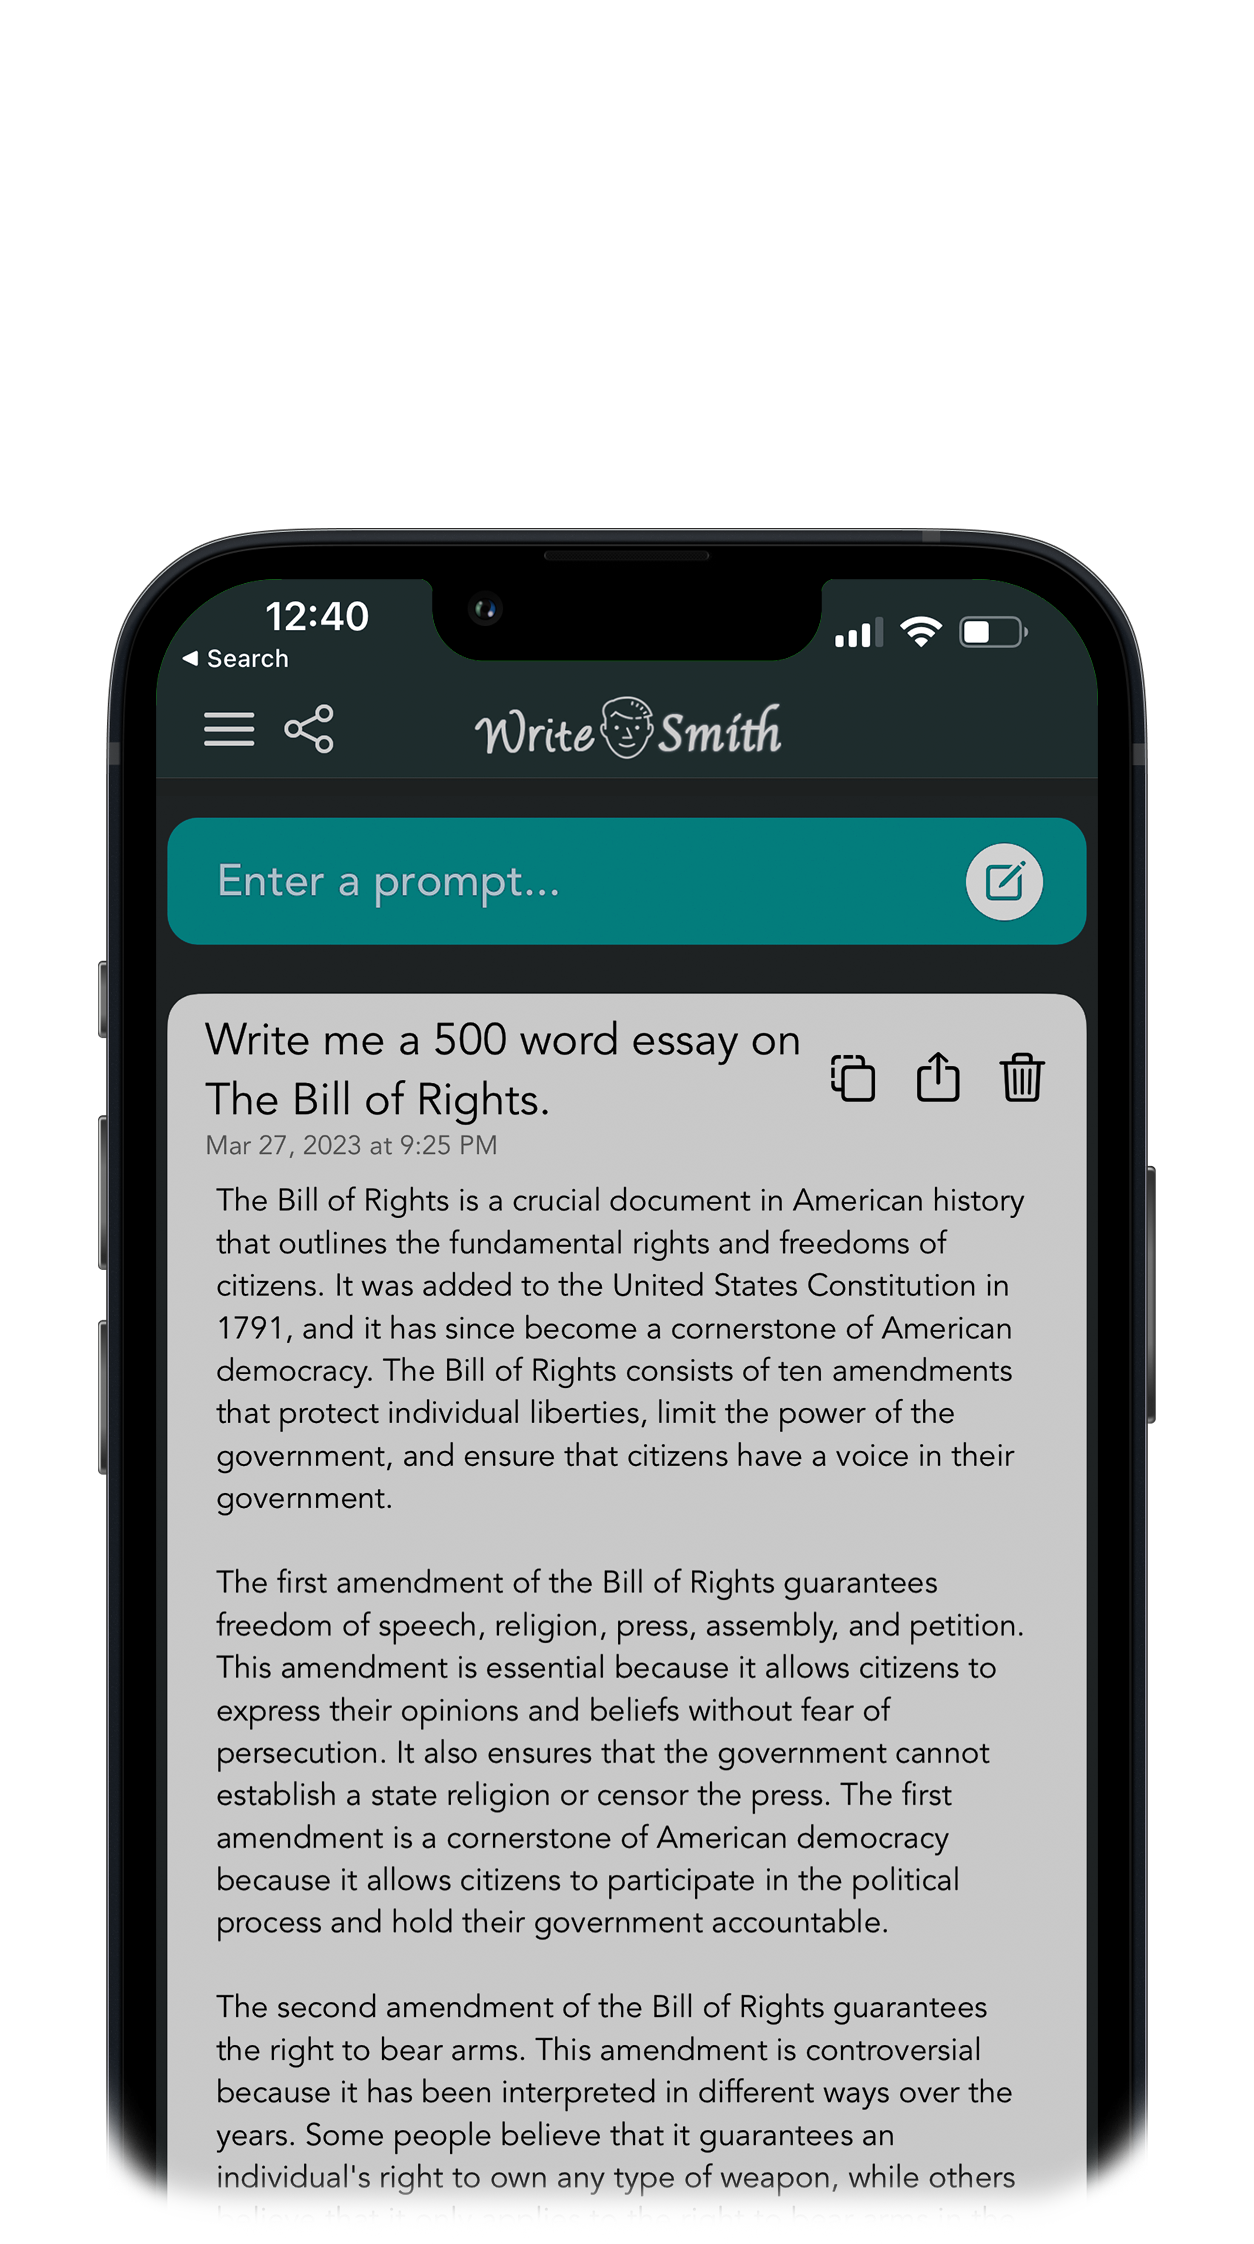 12:40
◀ Search
Write Smith
Enter a prompt...
Write me a 500 word essay on
The Bill of Rights.
Mar 27, 2023 at 9:25 PM
The Bill of Rights is a crucial document in American history
that outlines the fundamental rights and freedoms of
citizens. It was added to the United States Constitution in
1791, and it has since become a cornerstone of American
democracy. The Bill of Rights consists of ten amendments
that protect individual liberties, limit the power of the
government, and ensure that citizens have a voice in their
government.
The first amendment of the Bill of Rights guarantees
freedom of speech, religion, press, assembly, and petition.
This amendment is essential because it allows citizens to
express their opinions and beliefs without fear of
persecution. It also ensures that the government cannot
establish a state religion or censor the press. The first
amendment is a cornerstone of American democracy
because it allows citizens to participate in the political
process and hold their government accountable.
The second amendment of the Bill of Rights guarantees
the right to bear arms. This amendment is controversial
because it has been interpreted in different ways over the
years. Some people believe that it guarantees an
individual's right to own any type of weapon, while others